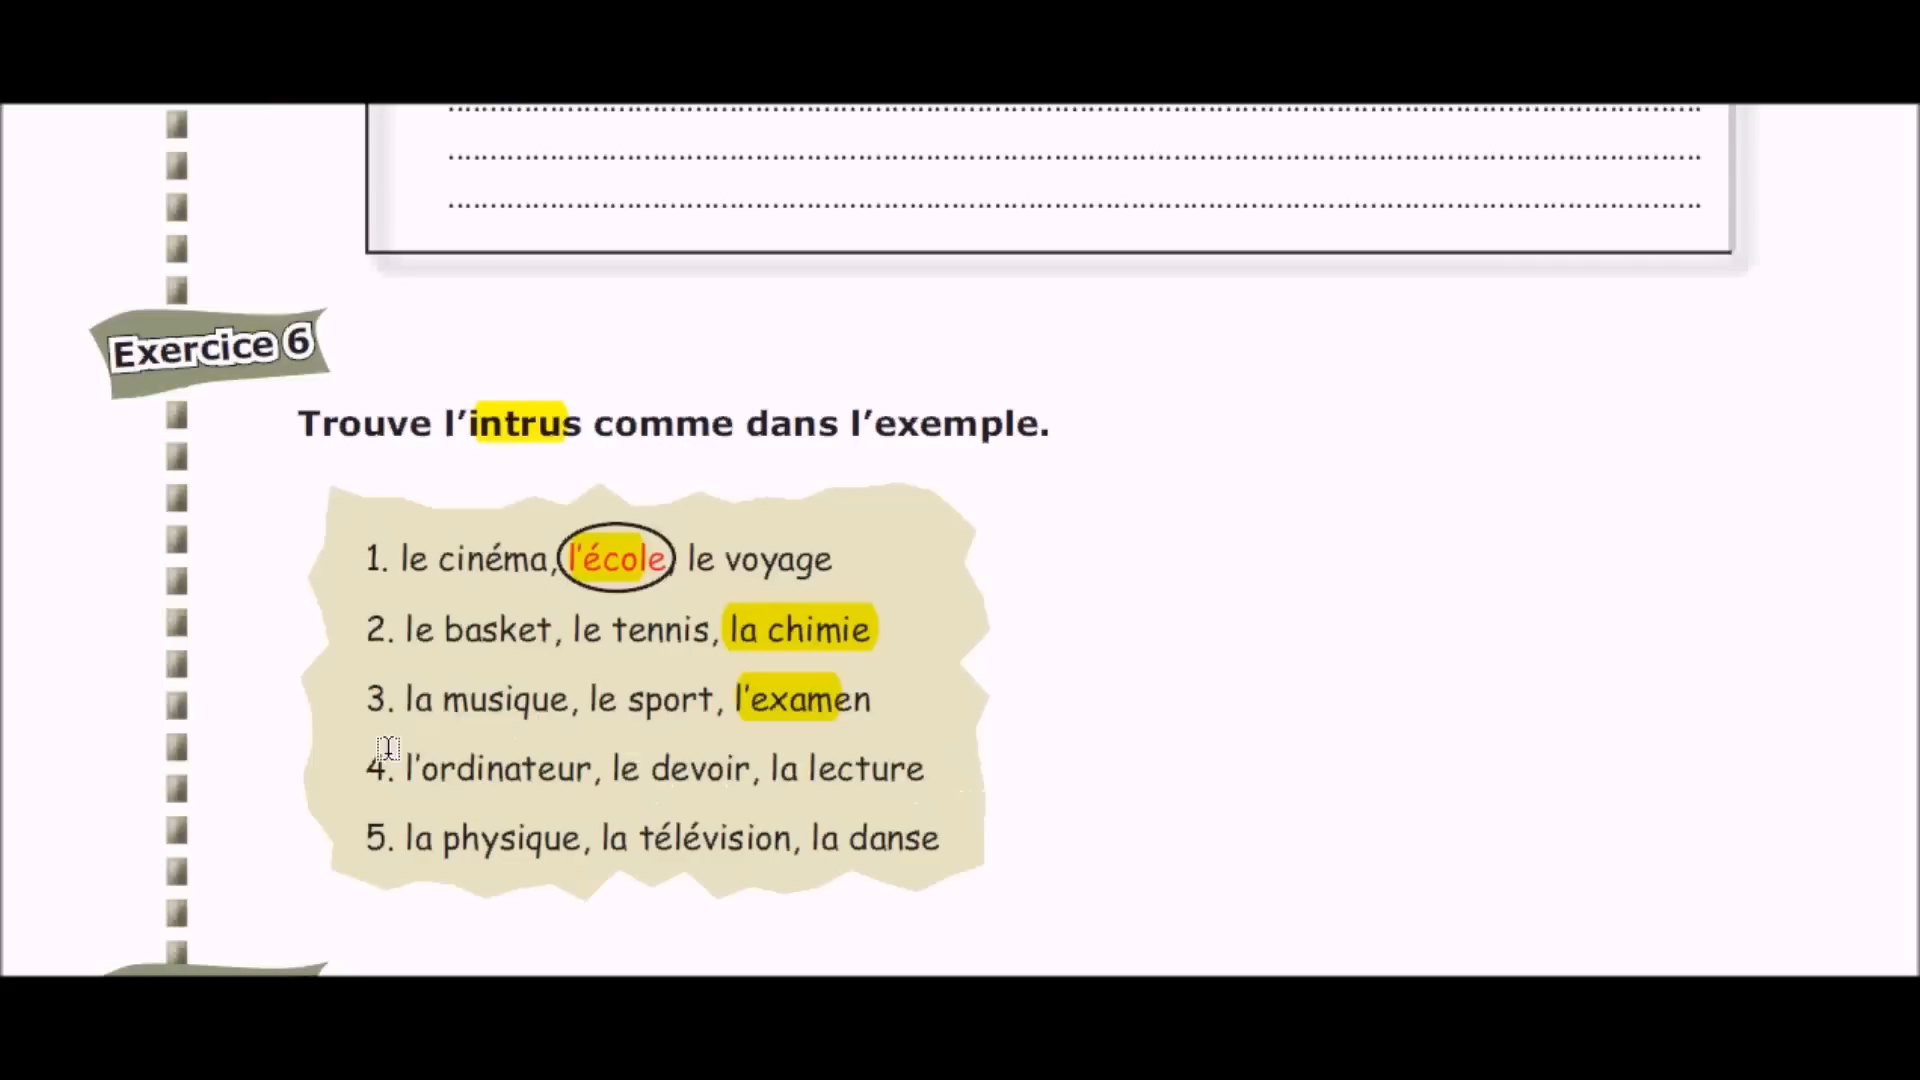 Exercice 6
Trouve l’intrus comme dans l’exemple.
1. le cinéma, l’école, le voyage
2. le basket, le tennis, la chimie
3. la musique, le sport, l’examen
4. l’ordinateur, le devoir, la lecture
5. la physique, la télévision, la danse